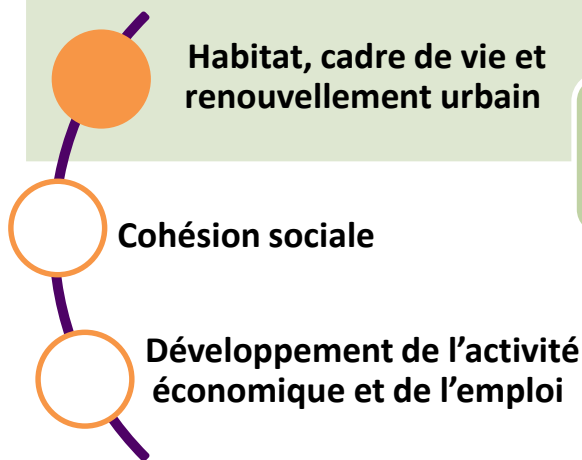 Habitat, cadre de vie et
renouvellement urbain
Cohésion sociale
Développement de l’activité
économique et de l’emploi